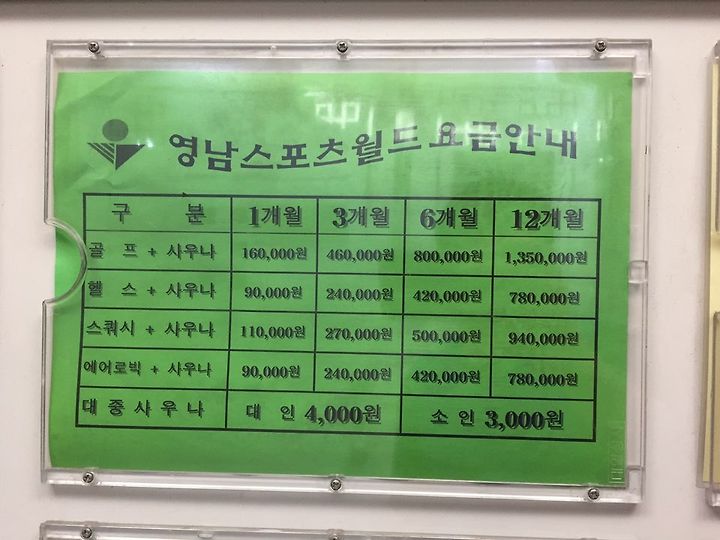 영남스포츠월드요금안내
구 분 1개월 3개월 6개월 12개월
골 프 + 사우나 160,000원 460,000원 800,000원 1,350,000원
헬 스 + 사우나 90,000원 240,000원 420,000원 780,000원
스쿼시 + 사우나 110,000원 270,000원 500,000원 940,000원
에어로빅 + 사우나 90,000원 240,000원 420,000원 780,000원
대중사우나 대 인 4,000원 소 인 3,000원